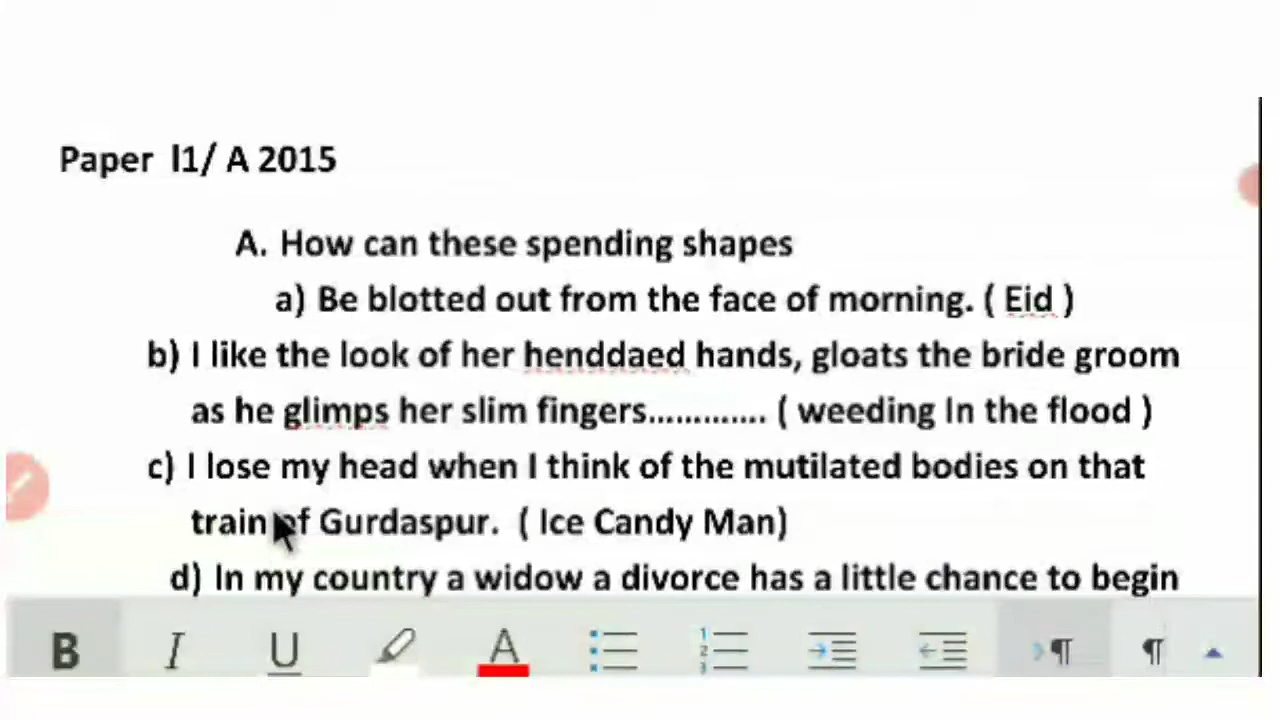 Paper l1/ A 2015
A. How can these spending shapes
a) Be blotted out from the face of morning. ( Eid )
b) I like the look of her henddaed hands, gloats the bride groom
as he glimps her slim fingers............. ( weeding In the flood )
c) I lose my head when I think of the mutilated bodies on that
train of Gurdaspur. ( Ice Candy Man)
d) In my country a widow a divorce has a little chance to begin
B I U A